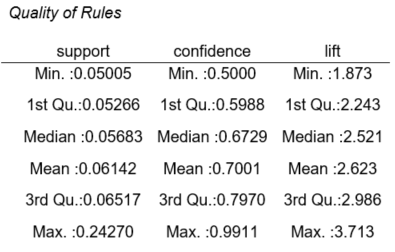 Quality of Rules
support confidence lift
Min. :0.05005 Min. :0.5000 Min. :1.873
1st Qu.:0.05266 1st Qu.:0.5988 1st Qu.:2.243
Median :0.05683 Median :0.6729 Median :2.521
Mean :0.06142 Mean :0.7001 Mean :2.623
3rd Qu.:0.06517 3rd Qu.:0.7970 3rd Qu.:2.986
Max. :0.24270 Max. :0.9911 Max. :3.713